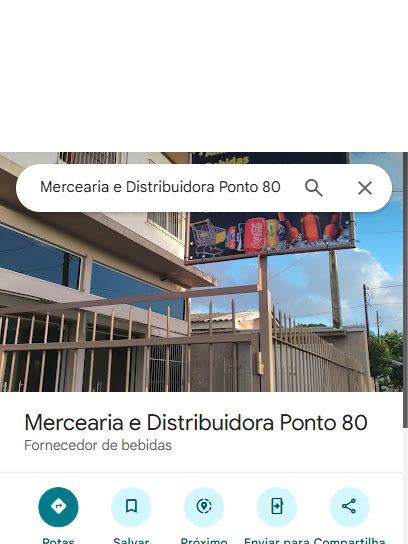 Bebidas
Mercearia e Distribuidora Ponto 80
Coca-Cola
Mercearia e Distribuidora Ponto 80
Fornecedor de bebidas
Rotas Salvar Próximo Enviar para Compartilha